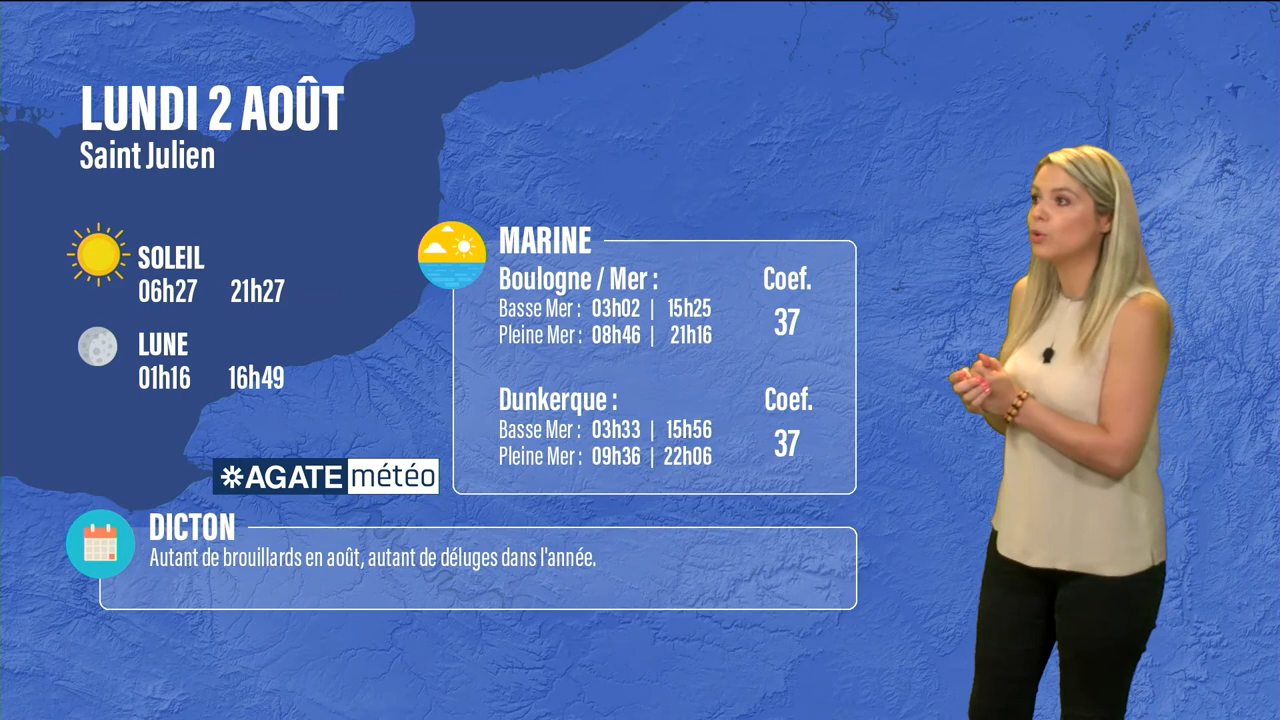 LUNDI 2 AOÛT
Saint Julien
SOLEIL
06h27 21h27
LUNE
01h16 16h49
MARINE
Boulogne / Mer : Coef.
Basse Mer : 03h02 | 15h25
37
Pleine Mer : 08h46 | 21h16
Dunkerque : Coef.
Basse Mer : 03h33 | 15h56
37
Pleine Mer : 09h36 | 22h06
AGATE météo
DICTON
Autant de brouillards en août, autant de déluges dans l'année.